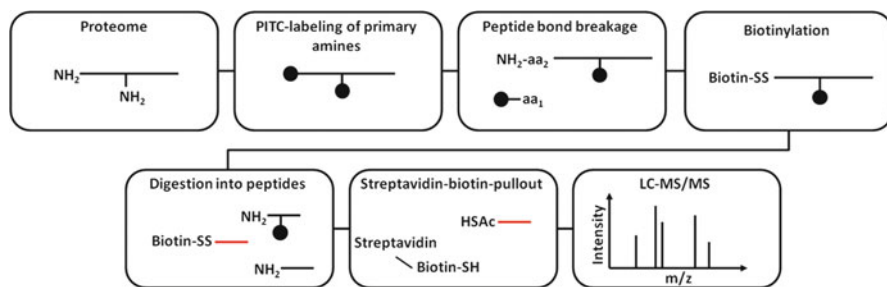 Proteome
NH₂
NH₂
PITC-labeling of primary
amines
Peptide bond breakage
NH₂-aa₂
aa₁
Biotinylation
Biotin-SS
Digestion into peptides
NH₂
Biotin-SS
NH₂
Streptavidin-biotin-pullout
HSAc
Streptavidin
Biotin-SH
LC-MS/MS
Intensity
m/z